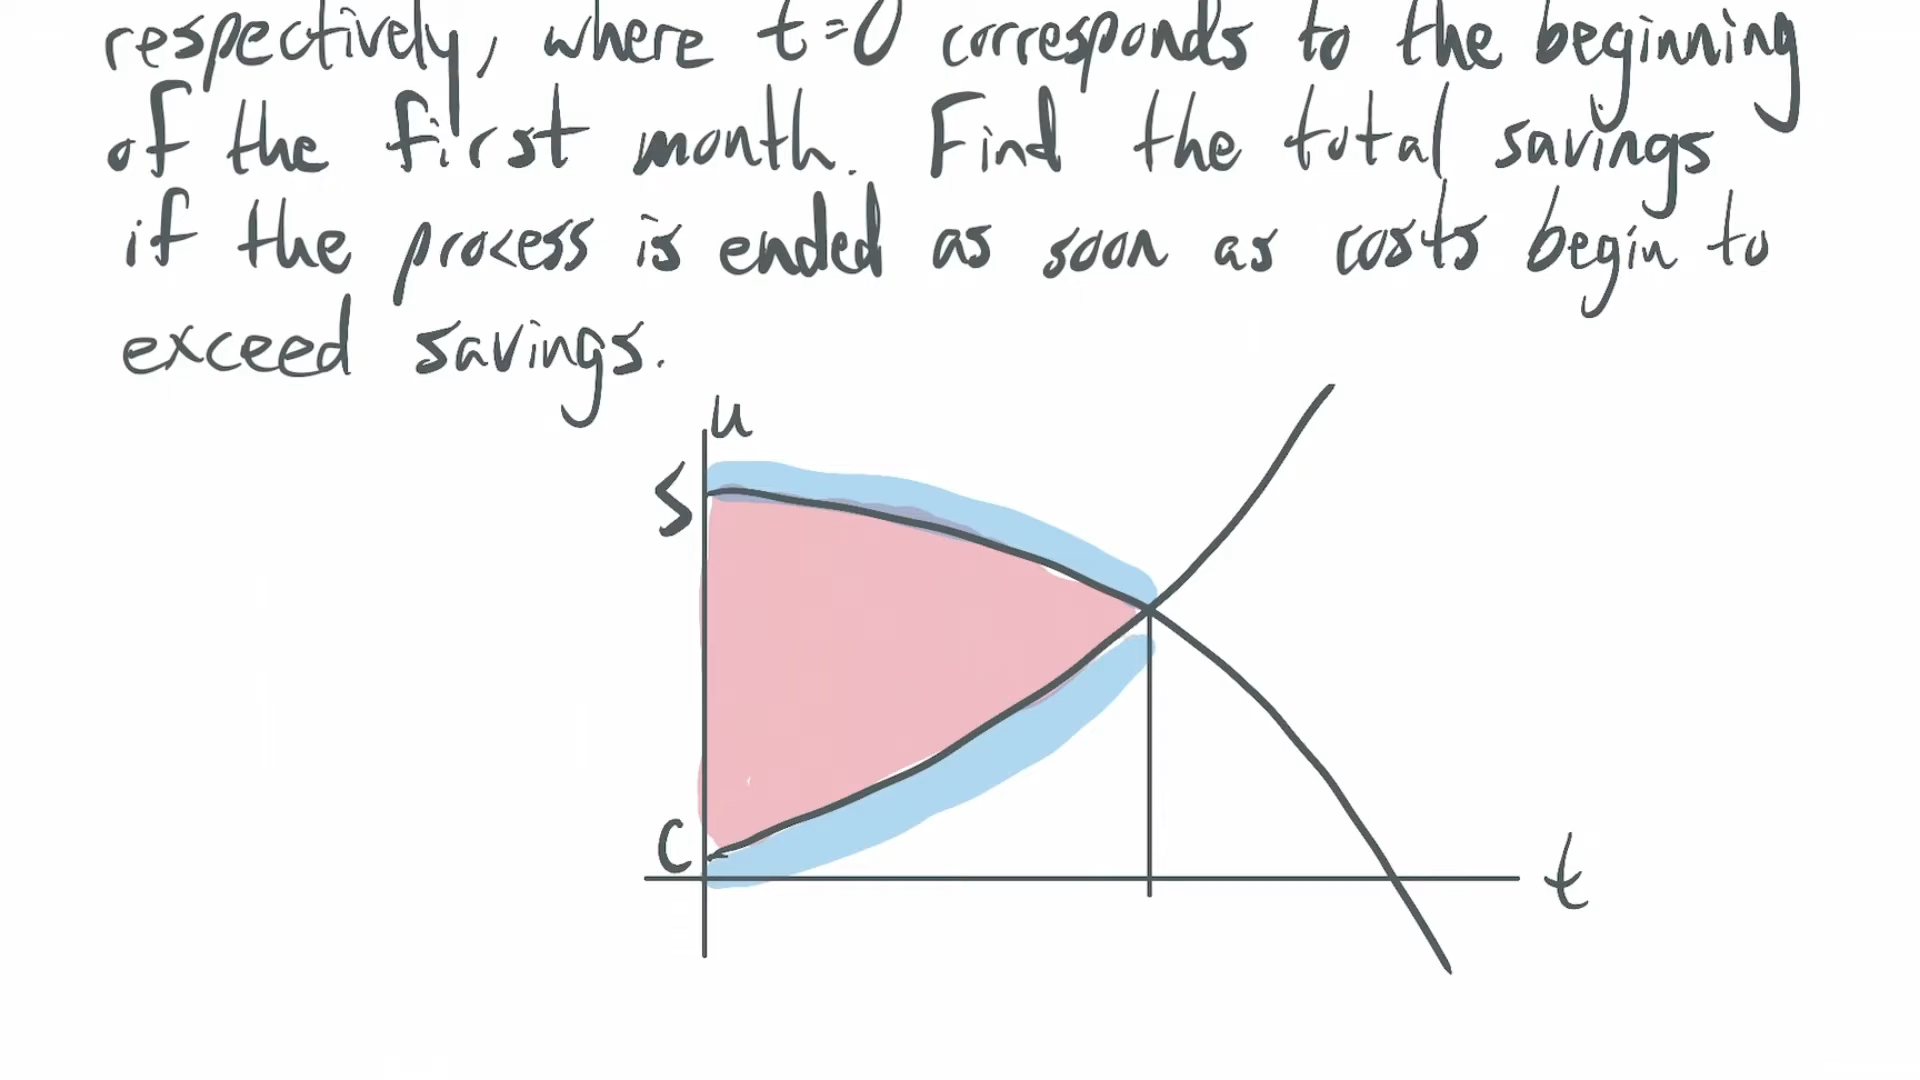 respectively, where t=0 corresponds to the beginning
of the first month. Find the total savings
if the process is ended as soon as costs begin to
exceed savings.
u
S
C
t